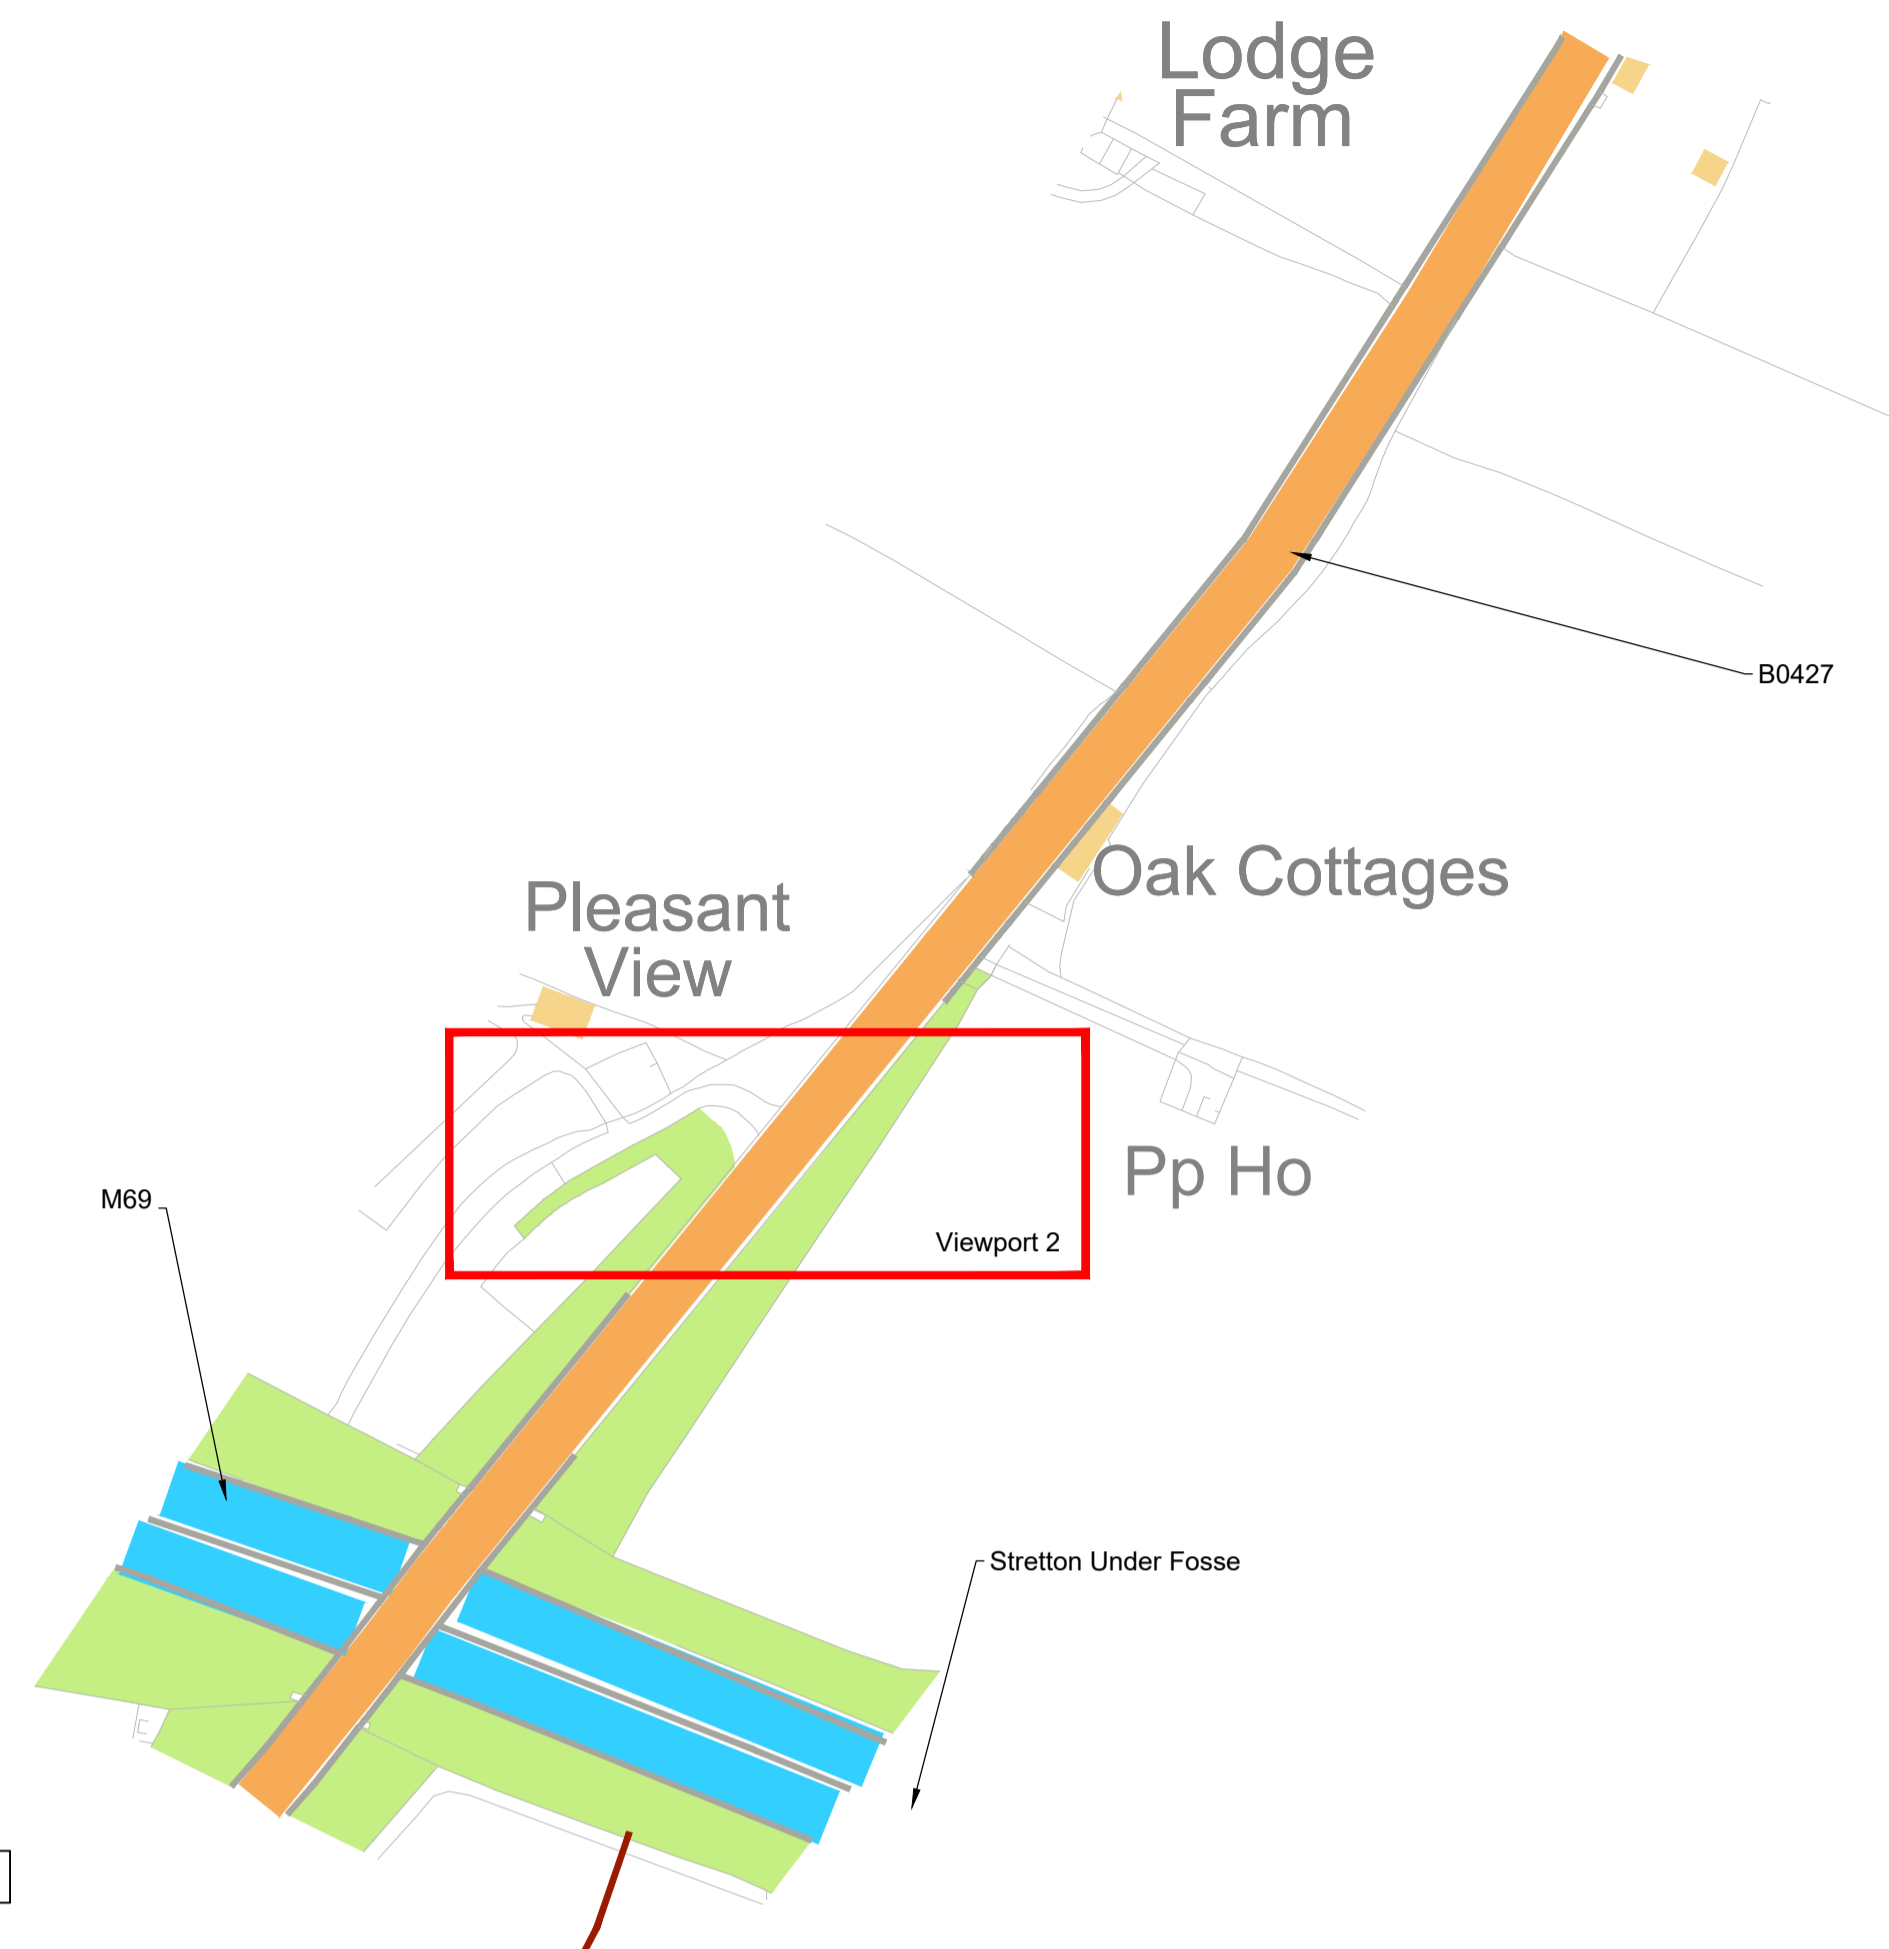 Lodge
Farm
B0427
Oak Cottages
Pleasant
View
Pp Ho
M69
Viewport 2
Stretton Under Fosse